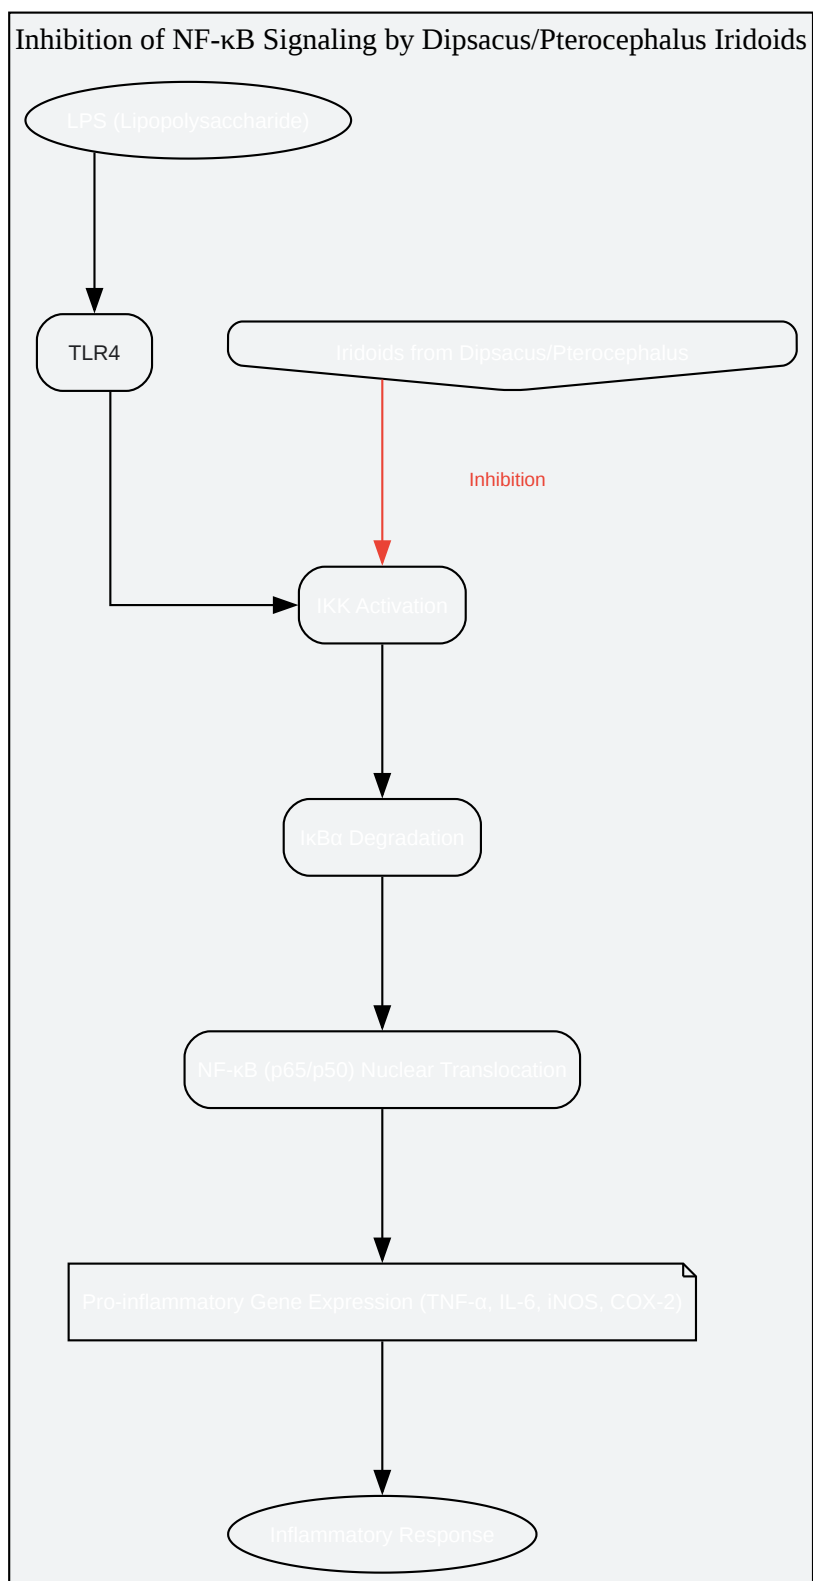 Inhibition of NF-κB Signaling by Dipsacus/Pterocephalus Iridoids
LPS (Lipopolysaccharide)
TLR4
Iridoids from Dipsacus/Pterocephalus
Inhibition
IKK Activation
IκBα Degradation
NF-κB (p65/p50) Nuclear Translocation
Pro-inflammatory Gene Expression (TNF-α, IL-6, iNOS, COX-2)
Inflammatory Response